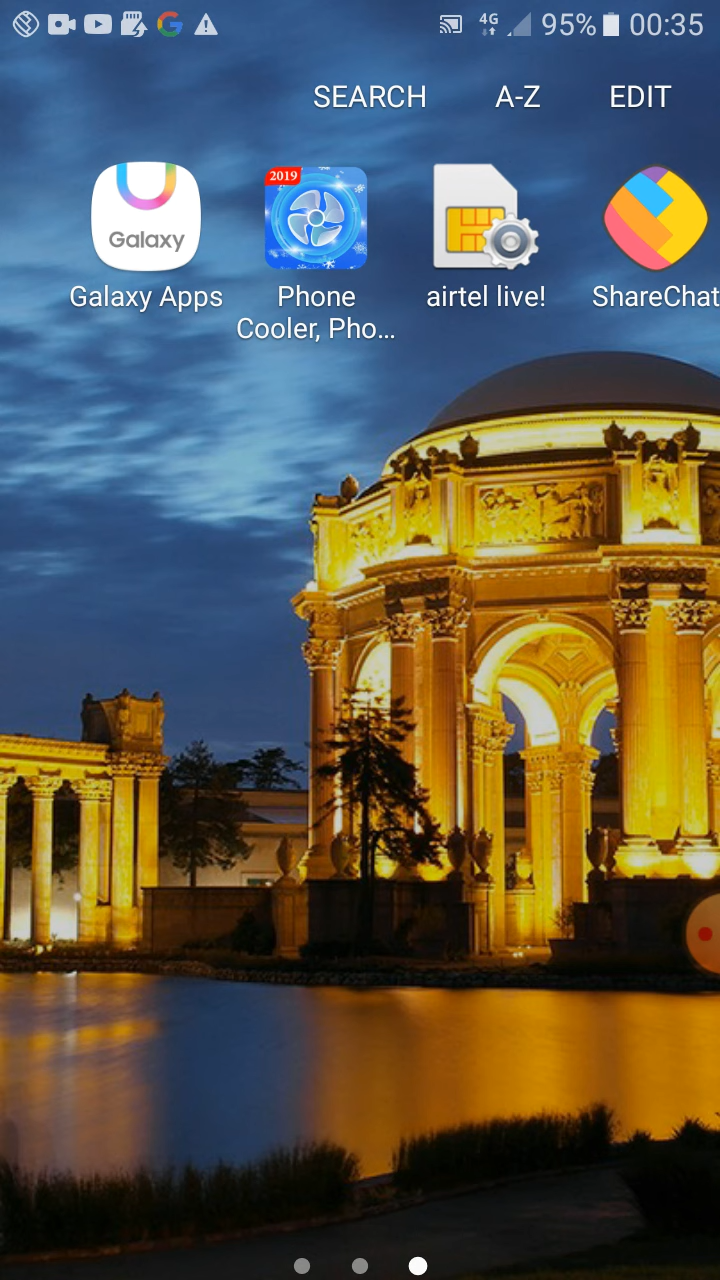 4G 95% 00:35
SEARCH A-Z EDIT
2019
Galaxy
Galaxy Apps
Phone
Cooler, Pho...
airtel live!
ShareChat